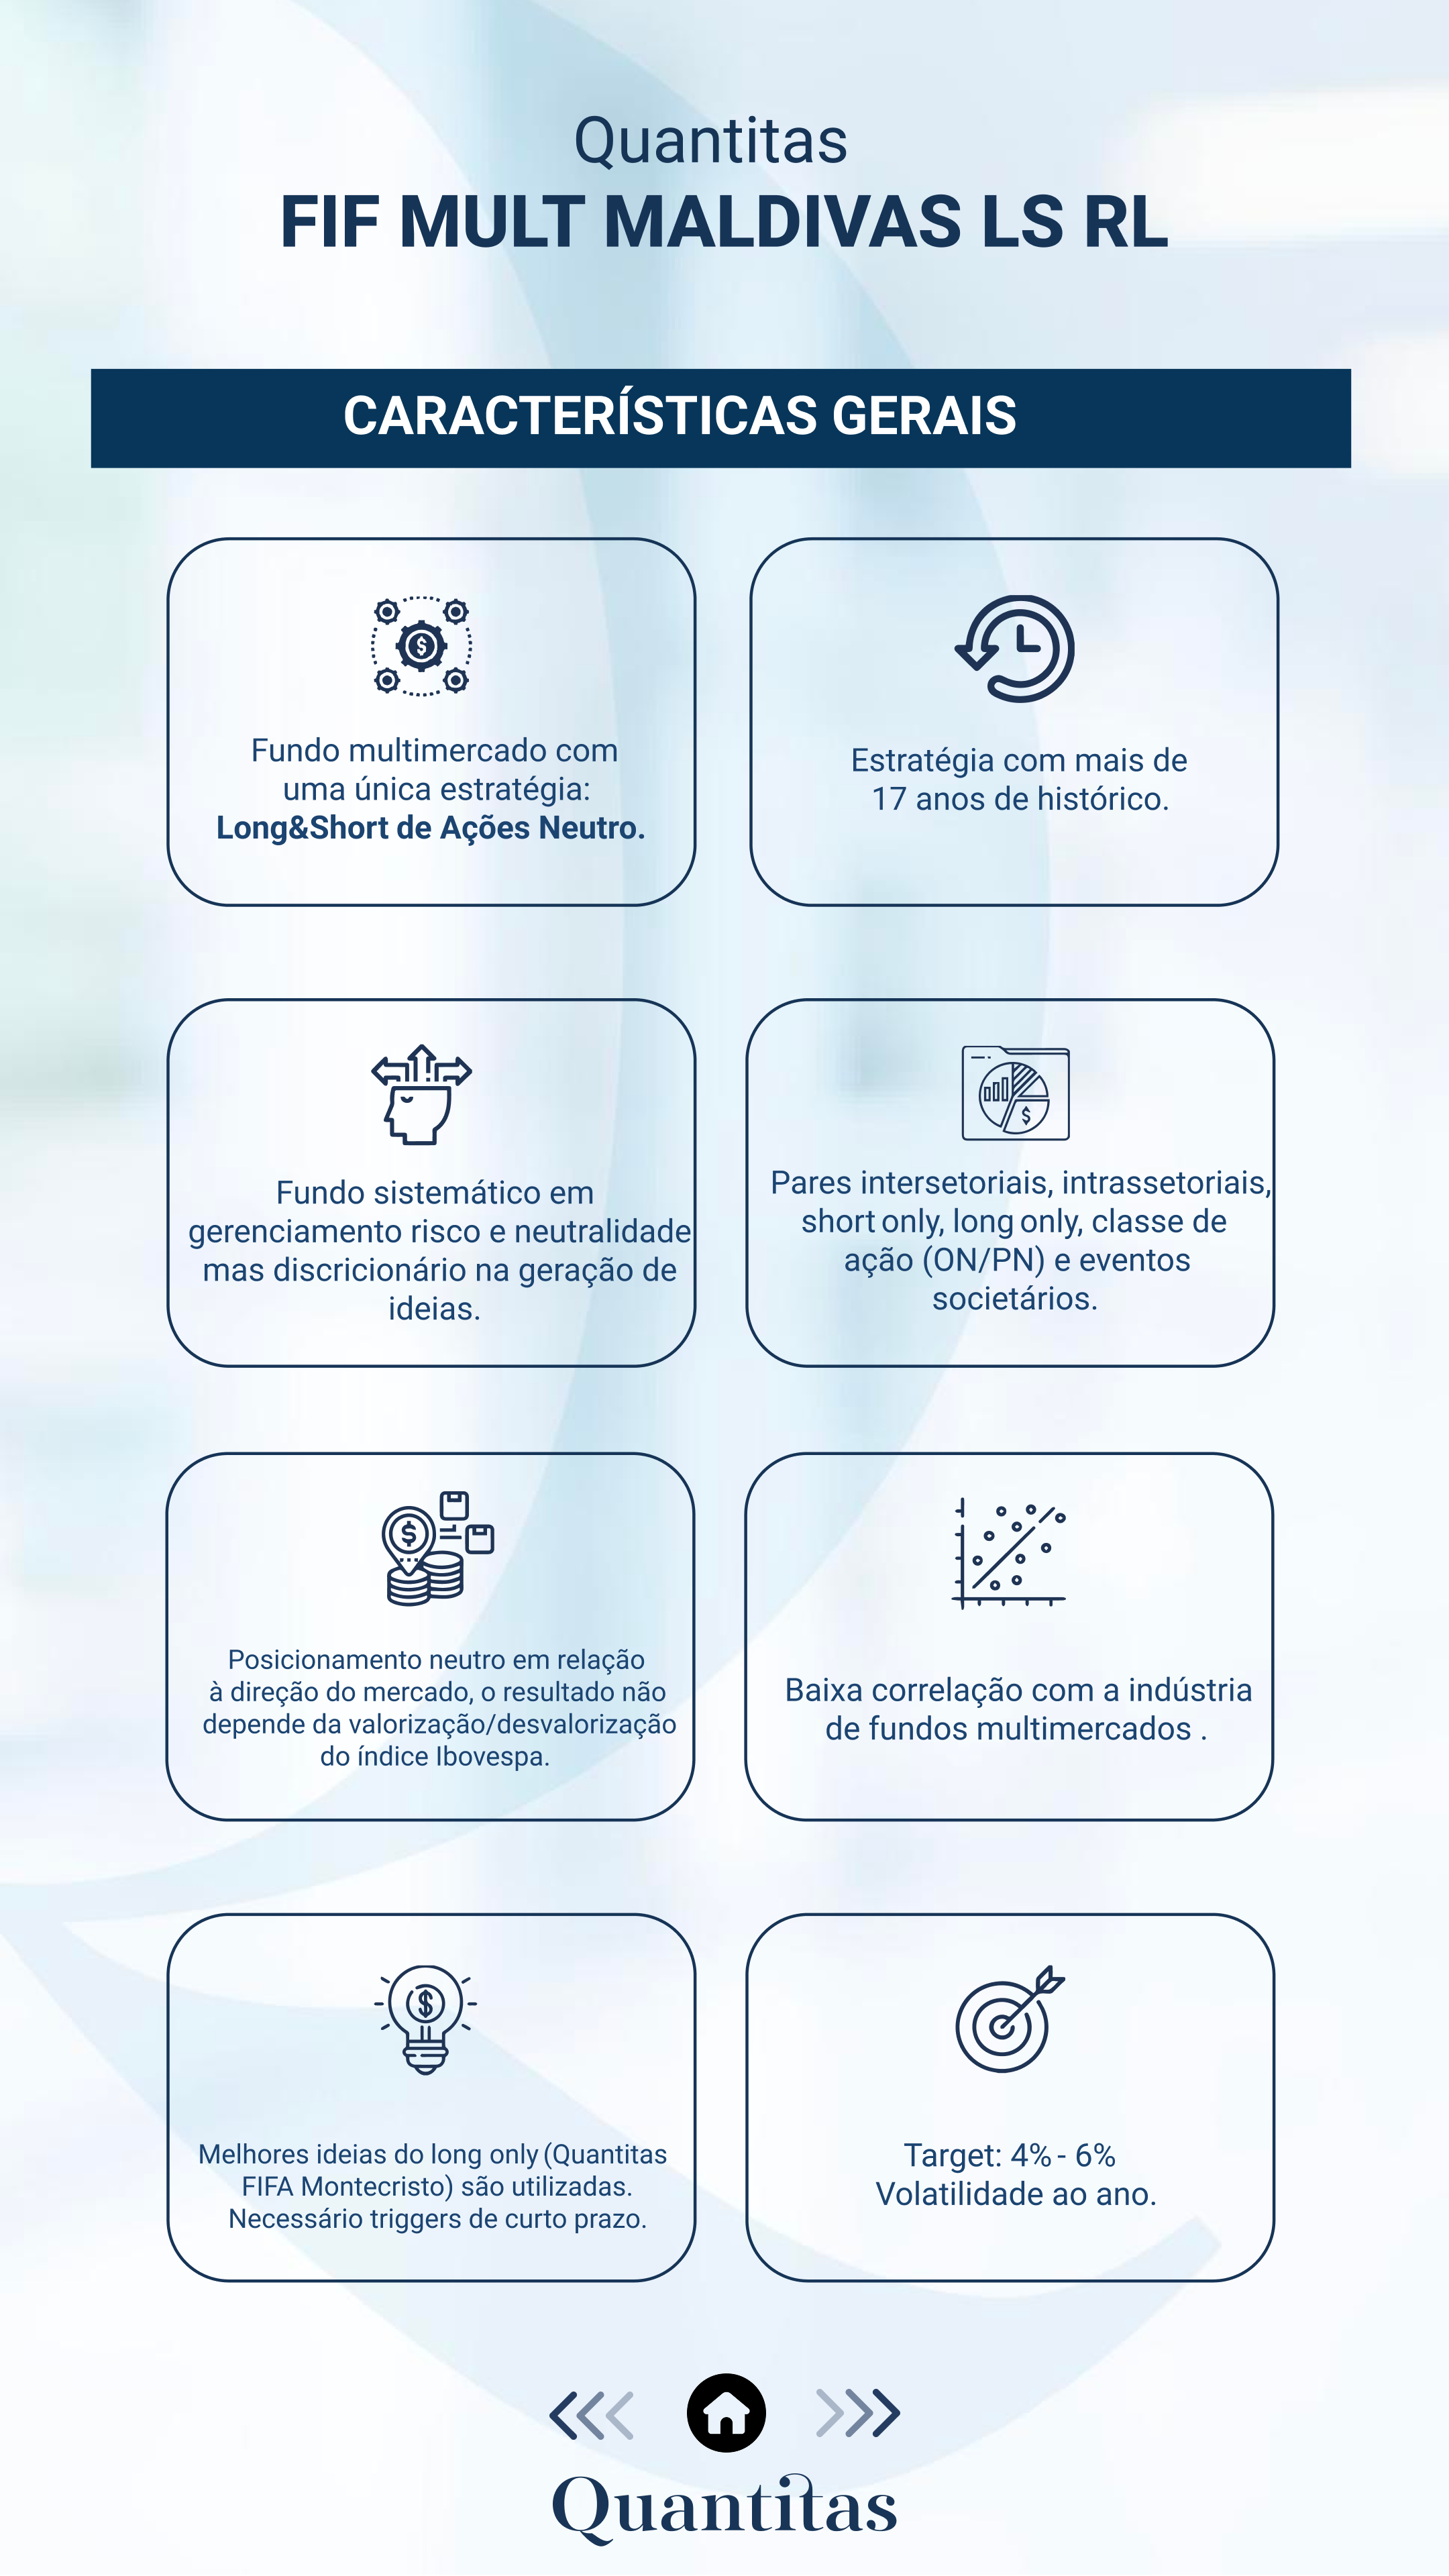 Quantitas
FIF MULT MALDIVAS LS RL
CARACTERÍSTICAS GERAIS
Fundo multimercado com
uma única estratégia:
Long&Short de Ações Neutro.
Estratégia com mais de
17 anos de histórico.
Fundo sistemático em
gerenciamento risco e neutralidade
mas discricionário na geração de
ideias.
Pares intersetoriais, intrassetoriais,
short only, long only, classe de
ação (ON/PN) e eventos
societários.
Posicionamento neutro em relação
à direção do mercado, o resultado não
depende da valorização/desvalorização
do índice Ibovespa.
Baixa correlação com a indústria
de fundos multimercados .
Melhores ideias do long only (Quantitas
FIFA Montecristo) são utilizadas.
Necessário triggers de curto prazo.
Target: 4% - 6%
Volatilidade ao ano.
Quantitas